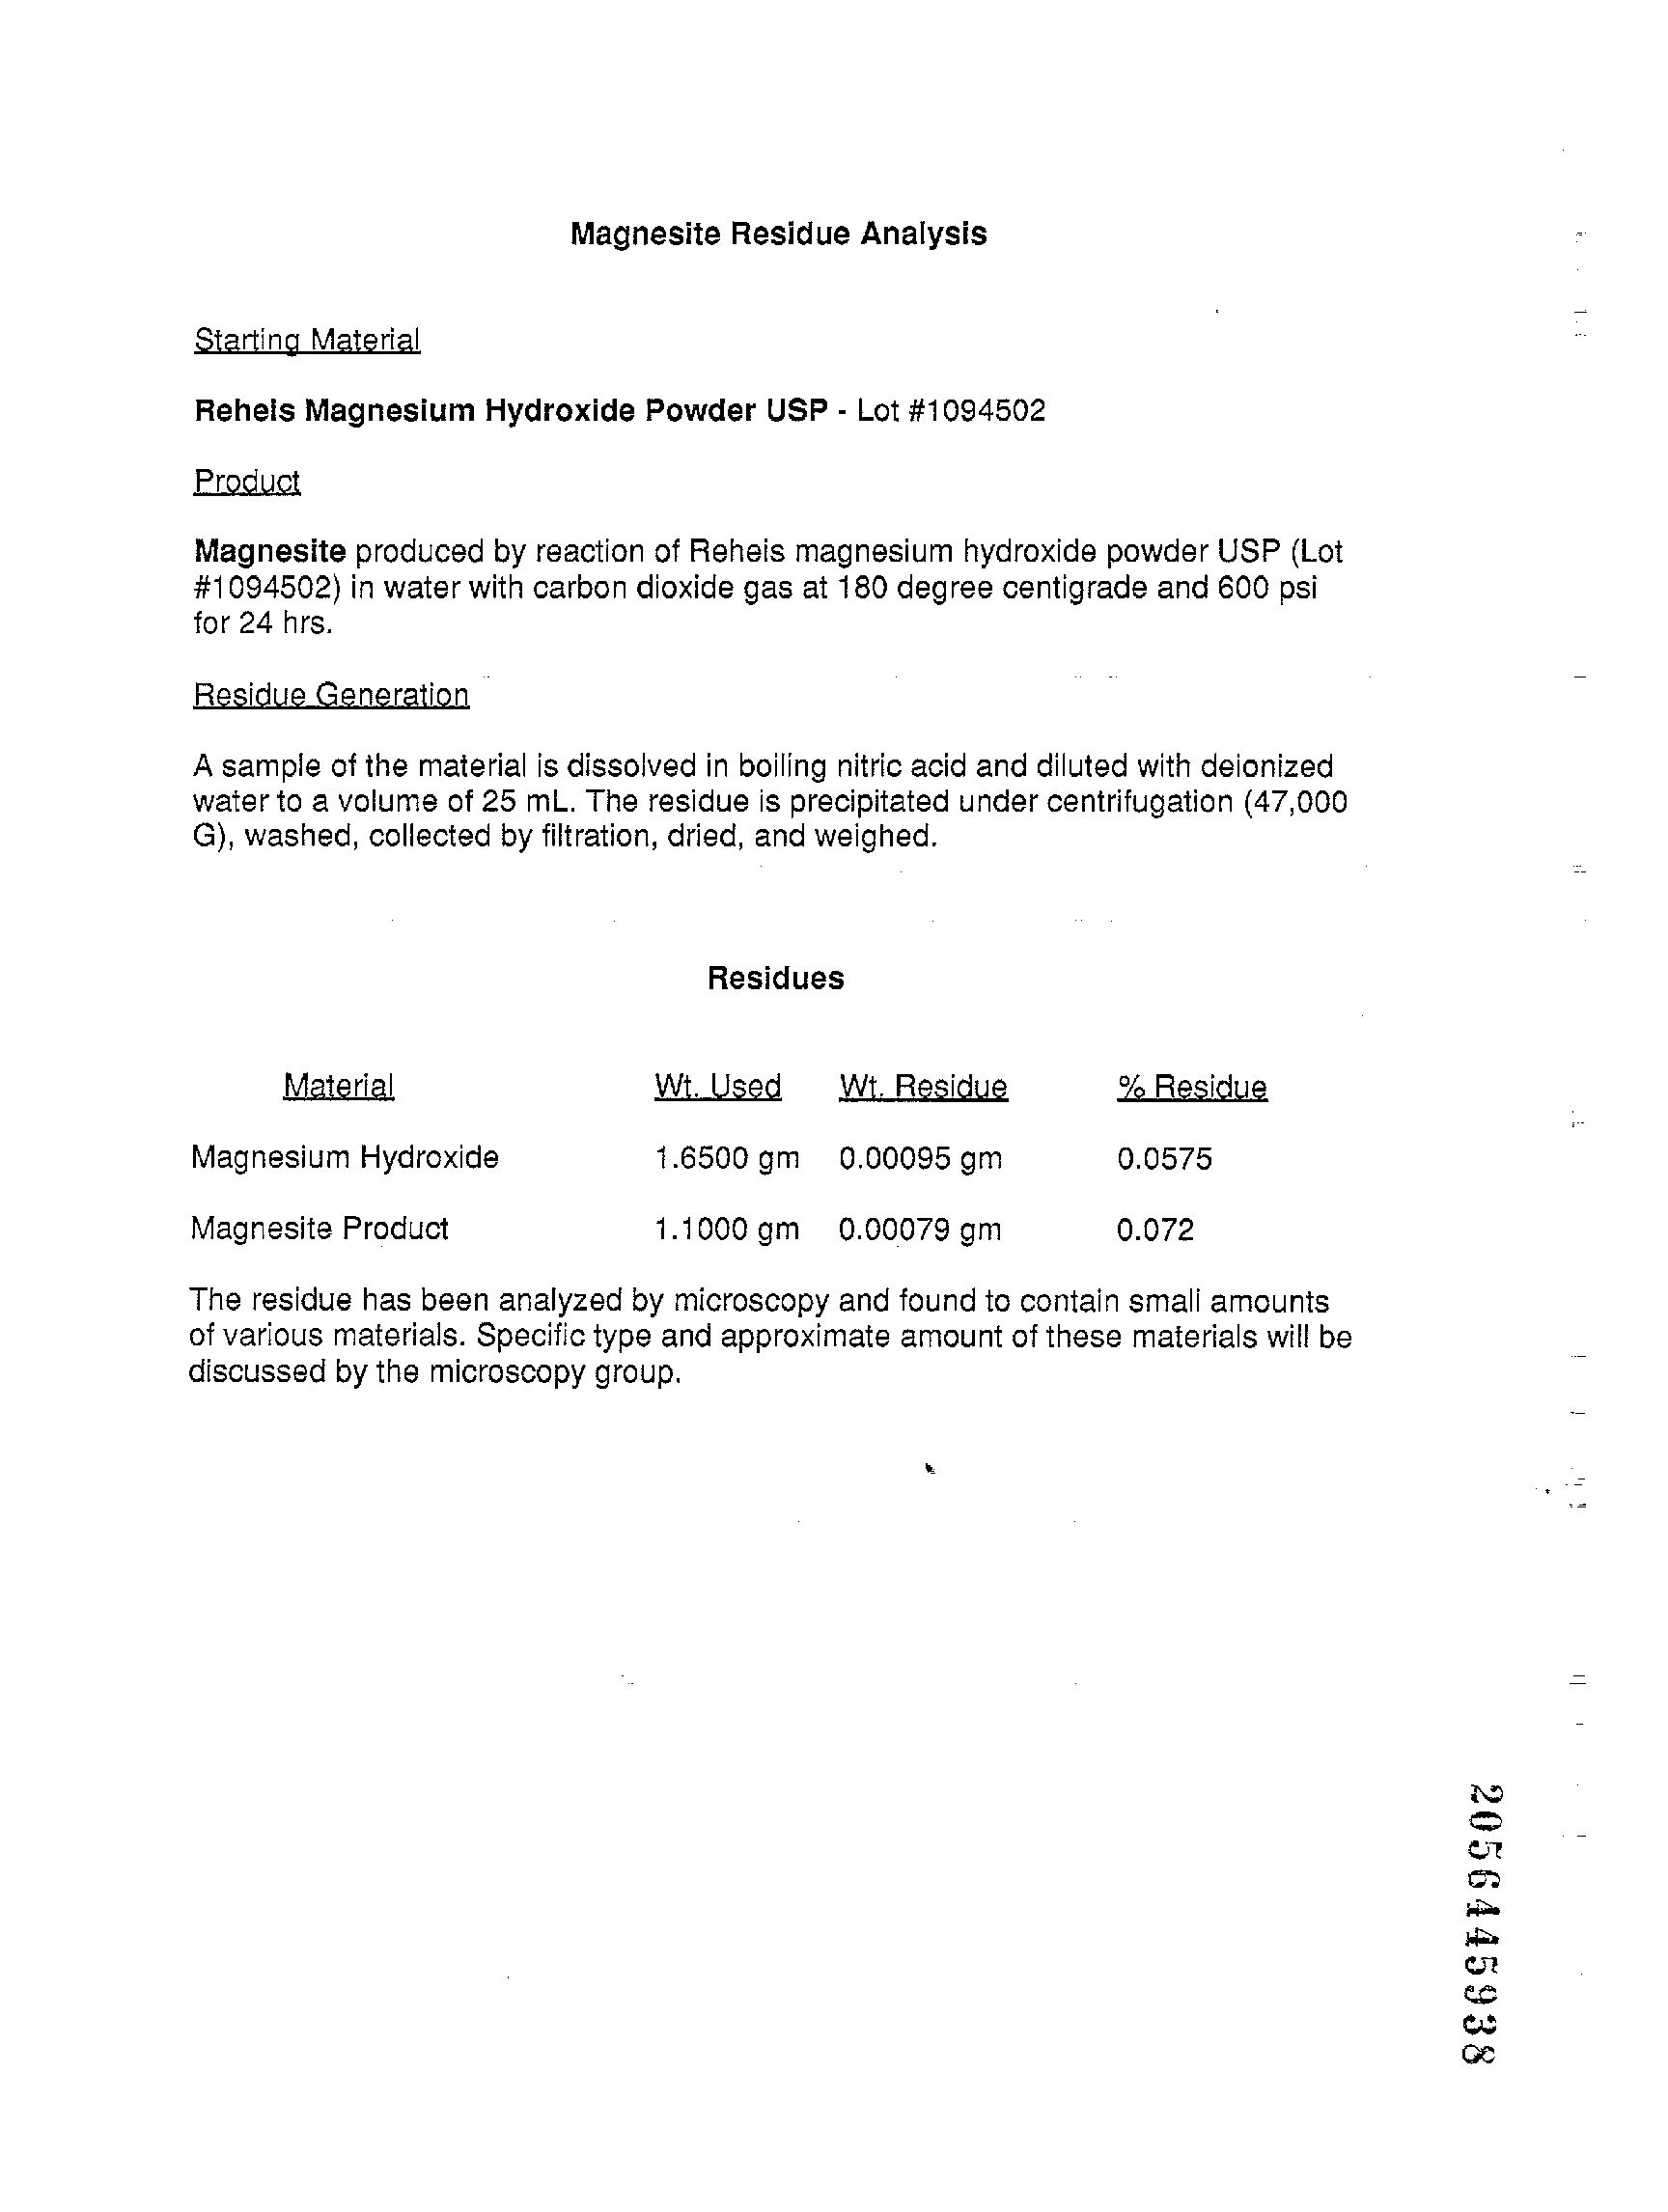 Magnesite Residue Analysis
Starting Material
Reheis Magnesium Hydroxide Powder USP - Lot #1094502
Product
Magnesite produced by reaction of Reheis magnesium hydroxide powder USP (Lot
#1094502) in water with carbon dioxide gas at 180 degree centigrade and 600 psi
for 24 hrs.
Residue Generation
A sample of the material is dissolved in boiling nitric acid and diluted with deionized
water to a volume of 25 mL. The residue is precipitated under centrifugation (47,000
G), washed, collected by filtration, dried, and weighed.
Residues
Material Wt. Used Wt. Residue % Residue
Magnesium Hydroxide 1.6500 gm 0.00095 gm 0.0575
Magnesite Product 1.1000 gm 0.00079 gm 0.072
The residue has been analyzed by microscopy and found to contain small amounts
of various materials. Specific type and approximate amount of these materials will be
discussed by the microscopy group.
2056445938